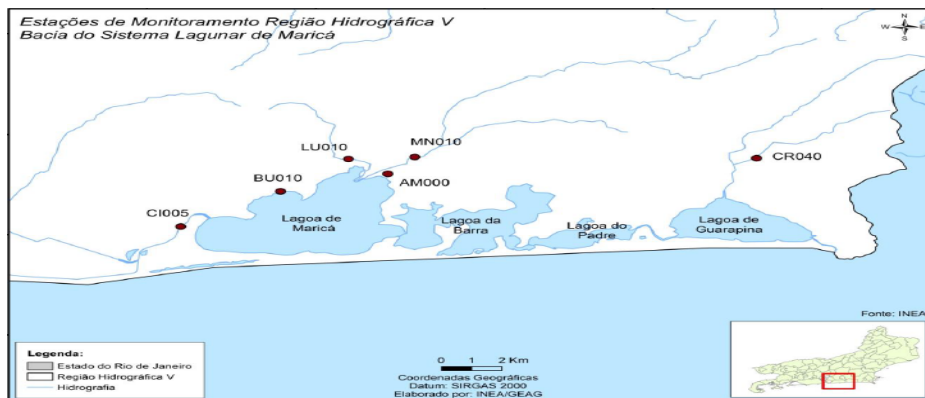 Estações de Monitoramento Região Hidrográfica V
Bacia do Sistema Lagunar de Maricá
N
W E
S
LU010
MN010
CR040
BU010
AM000
CI005
Lagoa de
Maricá
Lagoa da
Barra
Lagoa do
Padre
Lagoa de
Guarapina
Fonte: INEA
Legenda:
Estado do Rio de Janeiro
Região Hidrográfica V
Hidrografia
0 1 2 Km
Coordenadas Geográficas
Datum: SIRGAS 2000
Elaborado por: INEA/GEAG